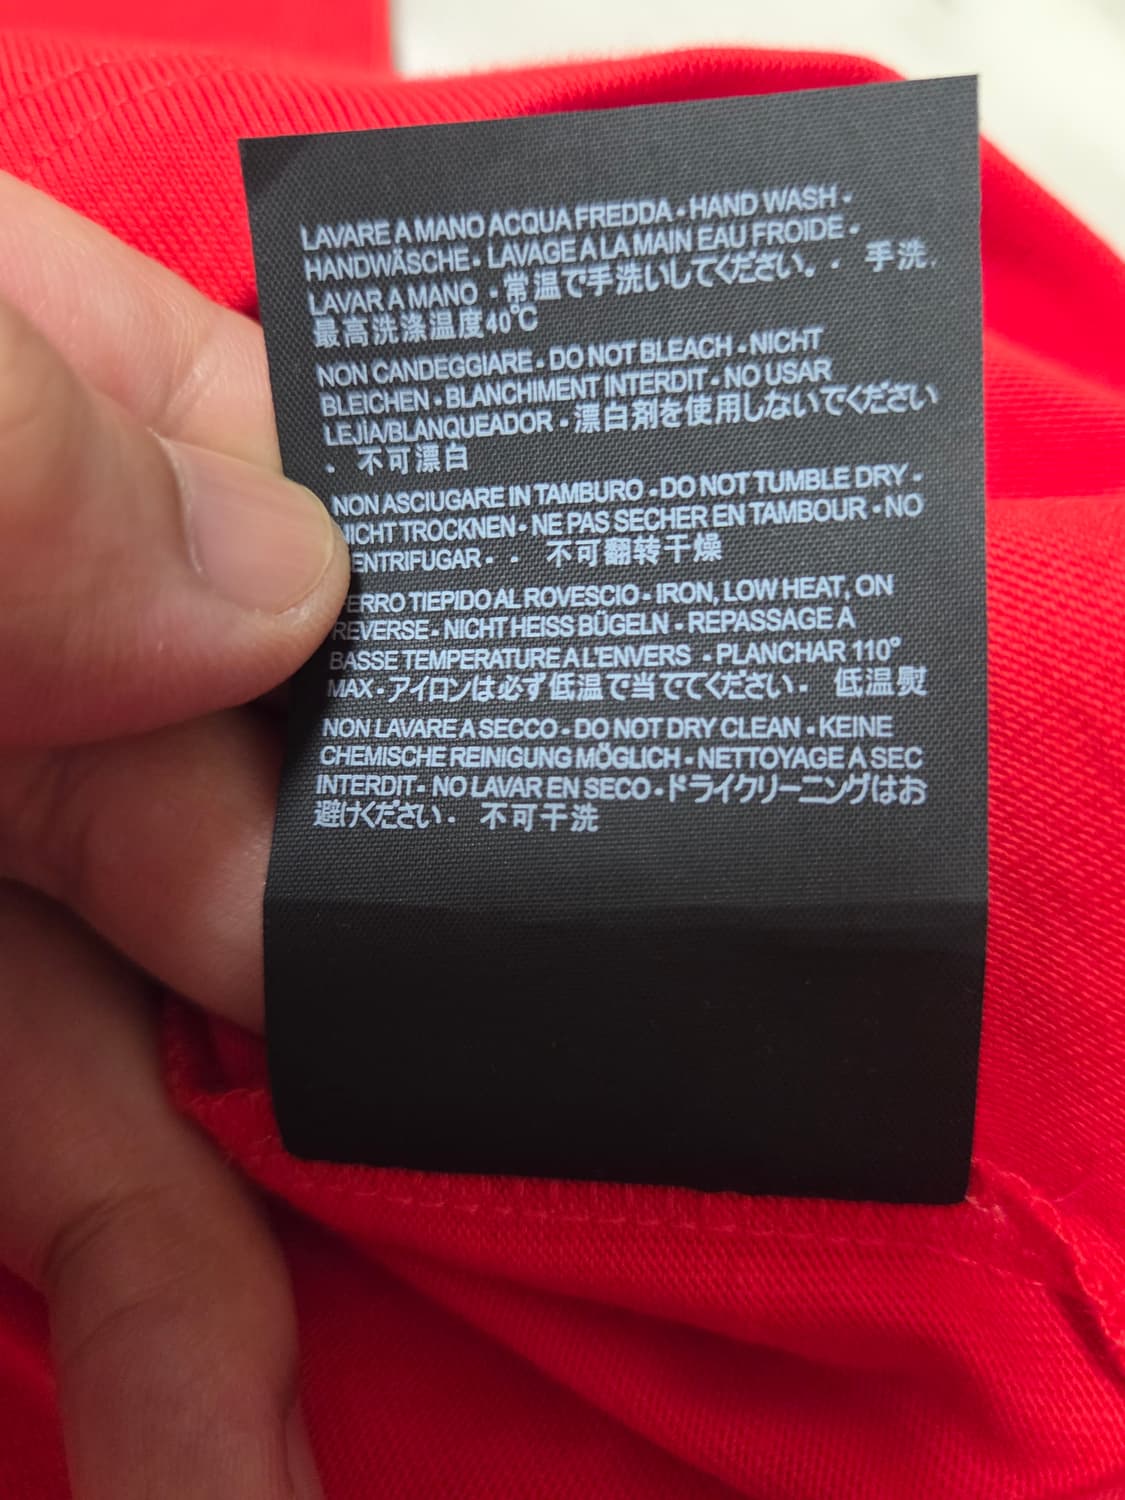 LAVARE A MANO ACQUA FREDDA - HAND WASH -
HANDWÄSCHE - LAVAGE A LA MAIN EAU FROIDE -
LAVAR A MANO - 常温で手洗いしてください。 - 手洗,
最高洗涤温度40℃
NON CANDEGGIARE - DO NOT BLEACH - NICHT
BLEICHEN - BLANCHIMENT INTERDIT - NO USAR
LEJÌA/BLANQUEADOR - 漂白剤を使用しないでください
. 不可漂白
NON ASCIUGARE IN TAMBURO - DO NOT TUMBLE DRY -
NICHT TROCKNEN - NE PAS SECHER EN TAMBOUR - NO
ENTRIFUGAR - - 不可翻转干燥
ERRO TIEPIDO AL ROVESCIO - IRON, LOW HEAT, ON
REVERSE - NICHT HEISS BÜGELN - REPASSAGE A
BASSE TEMPERATURE A L'ENVERS - PLANCHAR 110°
MAX - アイロンは必ず低温で当ててください - 低温熨
NON LAVARE A SECCO - DO NOT DRY CLEAN - KEINE
CHEMISCHE REINIGUNG MÖGLICH - NETTOYAGE A SEC
INTERDIT - NO LAVAR EN SECO - ドライクリーニングはお
避けください - 不可干洗